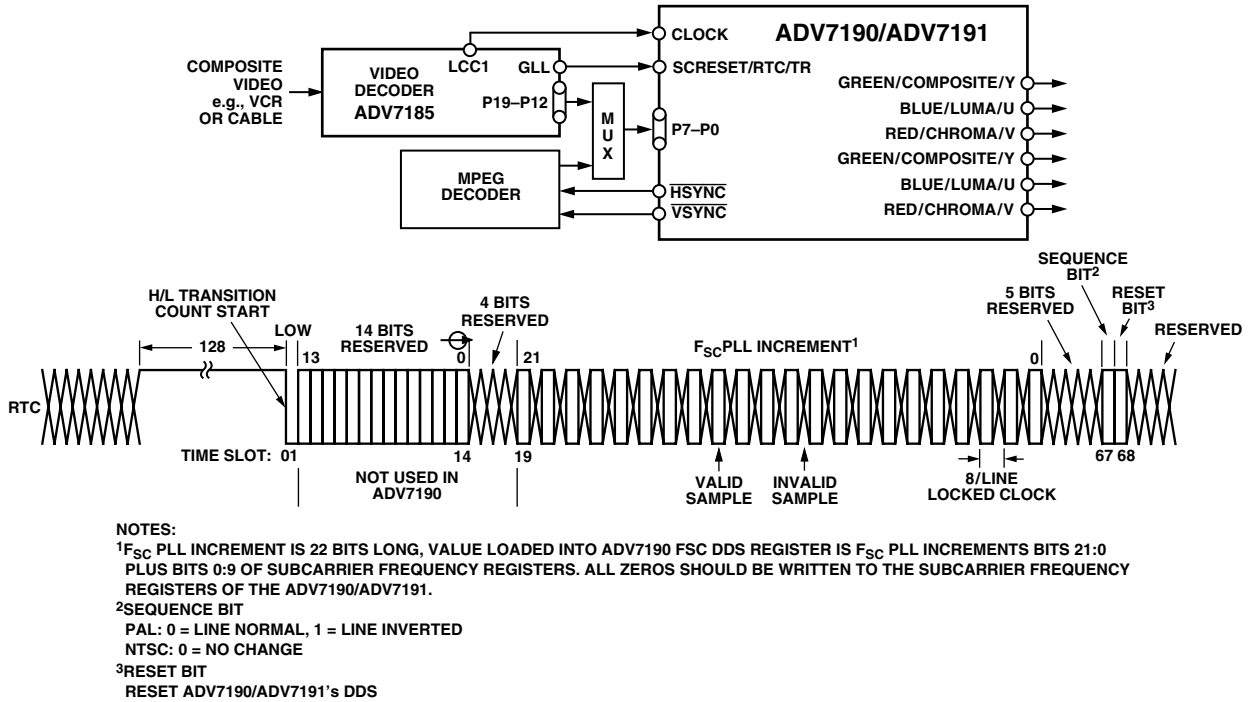 ADV7190/ADV7191
CLOCK
COMPOSITE
VIDEO
e.g., VCR
OR CABLE
VIDEO
DECODER
ADV7185
LCC1
GLL
P19–P12
SCRESET/RTC/TR
M
U
X
P7–P0
MPEG
DECODER
HSYNC
VSYNC
GREEN/COMPOSITE/Y
BLUE/LUMA/U
RED/CHROMA/V
GREEN/COMPOSITE/Y
BLUE/LUMA/U
RED/CHROMA/V
H/L TRANSITION
COUNT START
128
LOW
13
14 BITS
RESERVED
0
4 BITS
RESERVED
21
FSC PLL INCREMENT1
0
5 BITS
RESERVED
SEQUENCE
BIT2
RESET
BIT3
RESERVED
RTC
TIME SLOT: 01
14
19
67 68
NOT USED IN
ADV7190
VALID
SAMPLE
INVALID
SAMPLE
8/LINE
LOCKED CLOCK
NOTES:
1FSC PLL INCREMENT IS 22 BITS LONG, VALUE LOADED INTO ADV7190 FSC DDS REGISTER IS FSC PLL INCREMENTS BITS 21:0
PLUS BITS 0:9 OF SUBCARRIER FREQUENCY REGISTERS. ALL ZEROS SHOULD BE WRITTEN TO THE SUBCARRIER FREQUENCY
REGISTERS OF THE ADV7190/ADV7191.
2SEQUENCE BIT
PAL: 0 = LINE NORMAL, 1 = LINE INVERTED
NTSC: 0 = NO CHANGE
3RESET BIT
RESET ADV7190/ADV7191's DDS